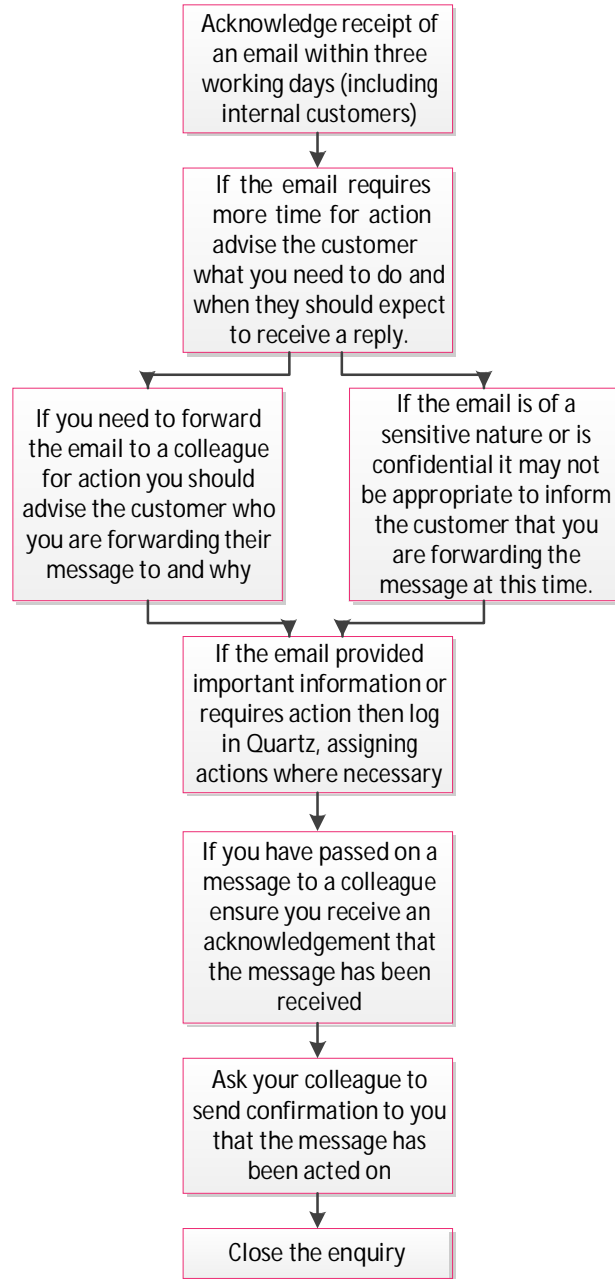 Acknowledge receipt of
an email within three
working days (including
internal customers)
If the email requires
more time for action
advise the customer
what you need to do and
when they should expect
to receive a reply.
If you need to forward
the email to a colleague
for action you should
advise the customer who
you are forwarding their
message to and why
If the email is of a
sensitive nature or is
confidential it may not
be appropriate to inform
the customer that you
are forwarding the
message at this time.
If the email provided
important information or
requires action then log
in Quartz, assigning
actions where necessary
If you have passed on a
message to a colleague
ensure you receive an
acknowledgement that
the message has been
received
Ask your colleague to
send confirmation to you
that the message has
been acted on
Close the enquiry